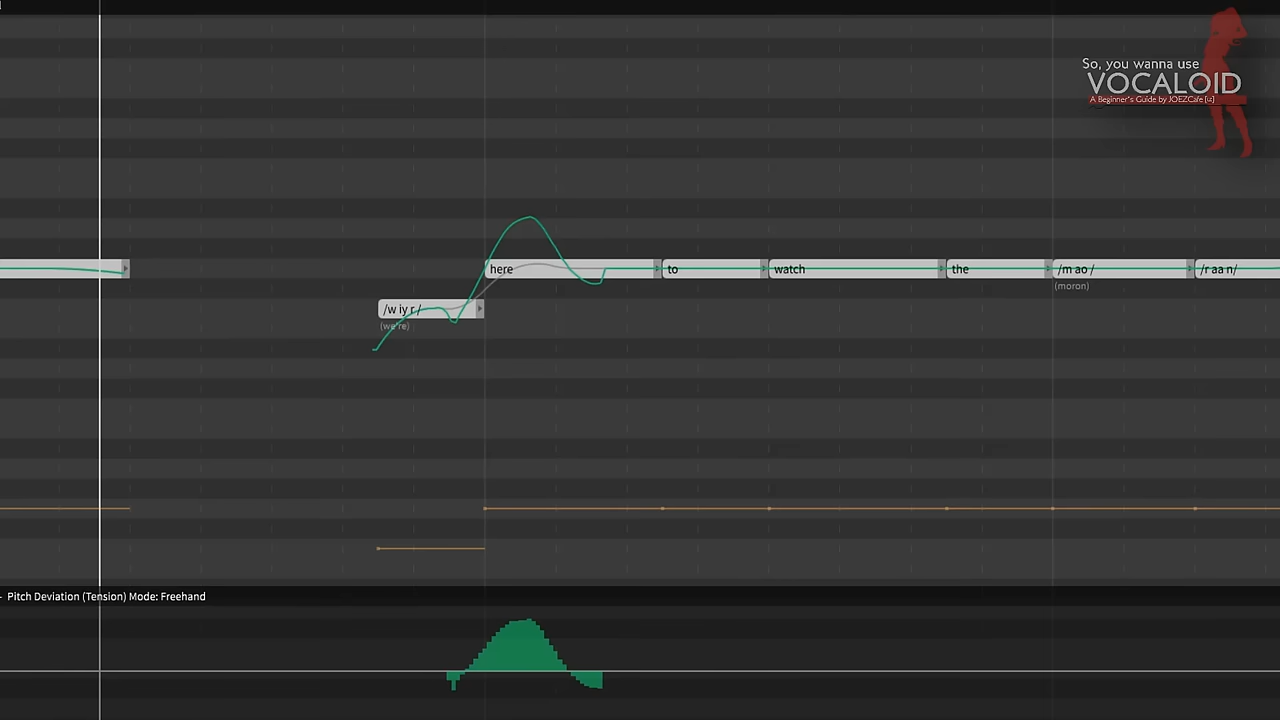 So, you wanna use
VOCALOID
A Beginner's Guide by JOEZCafe
here
to
watch
the
/m ao /
/r aa n/
(moron)
/w iy r /
(we're)
Pitch Deviation (Tension) Mode: Freehand